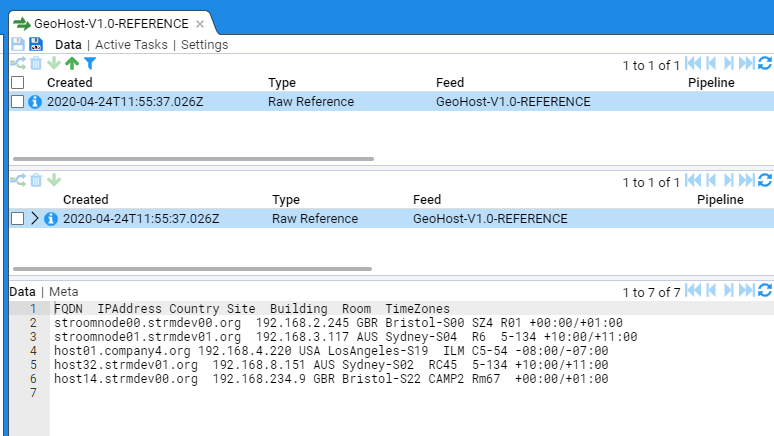 GeoHost-V1.0-REFERENCE ×
Data | Active Tasks | Settings
1 to 1 of 1
Created Type Feed Pipeline
2020-04-24T11:55:37.026Z Raw Reference GeoHost-V1.0-REFERENCE
1 to 1 of 1
Created Type Feed Pipeline
2020-04-24T11:55:37.026Z Raw Reference GeoHost-V1.0-REFERENCE
Data | Meta 1 to 7 of 7
1 FQDN IPAddress Country Site Building Room TimeZones
2 stroomnode00.strmdev00.org 192.168.2.245 GBR Bristol-S00 SZ4 R01 +00:00/+01:00
3 stroomnode01.strmdev01.org 192.168.3.117 AUS Sydney-S04 R6 5-134 +10:00/+11:00
4 host01.company4.org 192.168.4.220 USA LosAngeles-S19 ILM C5-54 -08:00/-07:00
5 host32.strmdev01.org 192.168.8.151 AUS Sydney-S02 RC45 5-134 +10:00/+11:00
6 host14.strmdev00.org 192.168.234.9 GBR Bristol-S22 CAMP2 Rm67 +00:00/+01:00
7